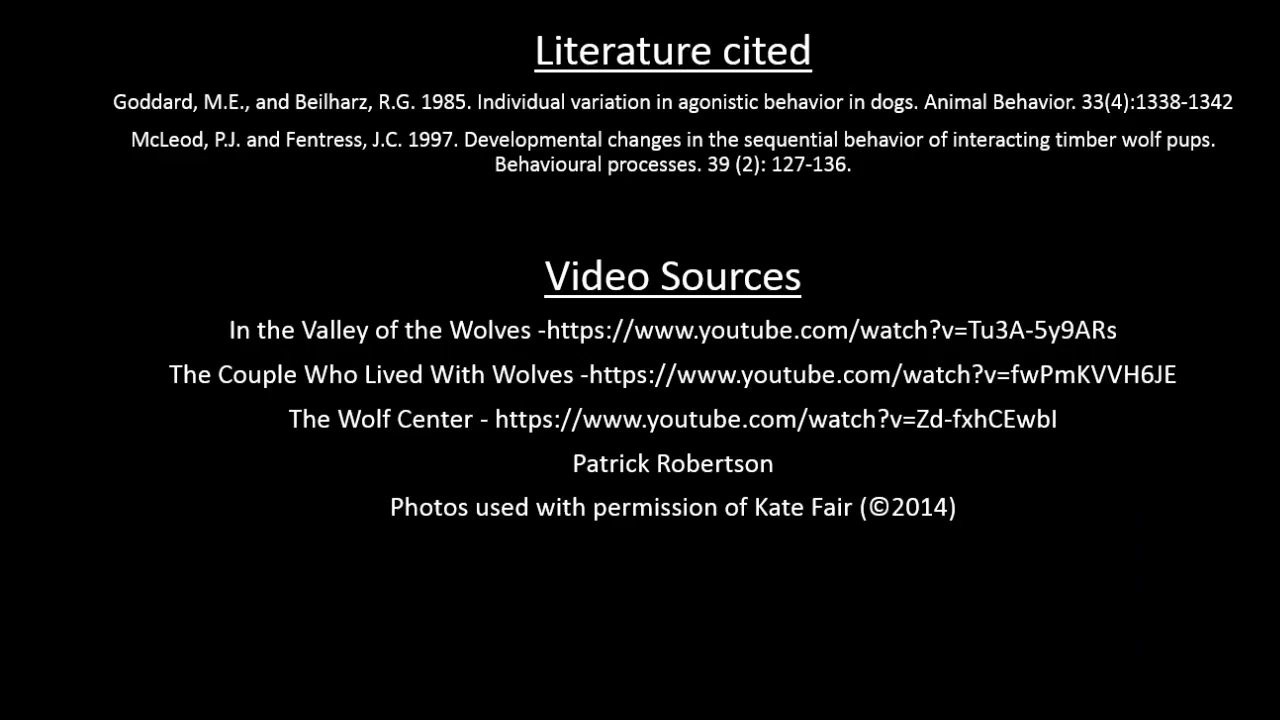 Literature cited
Goddard, M.E., and Beilharz, R.G. 1985. Individual variation in agonistic behavior in dogs. Animal Behavior. 33(4):1338-1342
McLeod, P.J. and Fentress, J.C. 1997. Developmental changes in the sequential behavior of interacting timber wolf pups.
Behavioural processes. 39 (2): 127-136.
Video Sources
In the Valley of the Wolves -https://www.youtube.com/watch?v=Tu3A-5y9ARs
The Couple Who Lived With Wolves -https://www.youtube.com/watch?v=fwPmKVVH6JE
The Wolf Center - https://www.youtube.com/watch?v=Zd-fxhCEwbI
Patrick Robertson
Photos used with permission of Kate Fair (©2014)